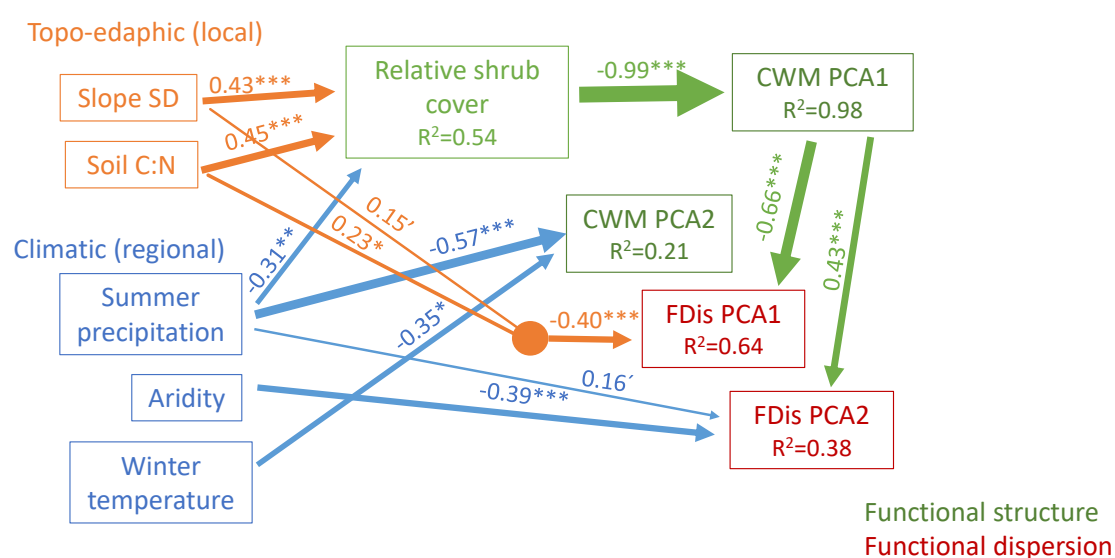 Topo-edaphic (local)
Slope SD
Soil C:N
0.43***
0.45***
Relative shrub
cover
R²=0.54
-0.99***
CWM PCA1
R²=0.98
0.15′
0.23*
Climatic (regional)
Summer
precipitation
-0.31**
-0.57***
CWM PCA2
R²=0.21
-0.66***
0.43***
-0.35*
-0.40***
FDis PCA1
R²=0.64
Aridity
0.16′
-0.39***
FDis PCA2
R²=0.38
Winter
temperature
Functional structure
Functional dispersion